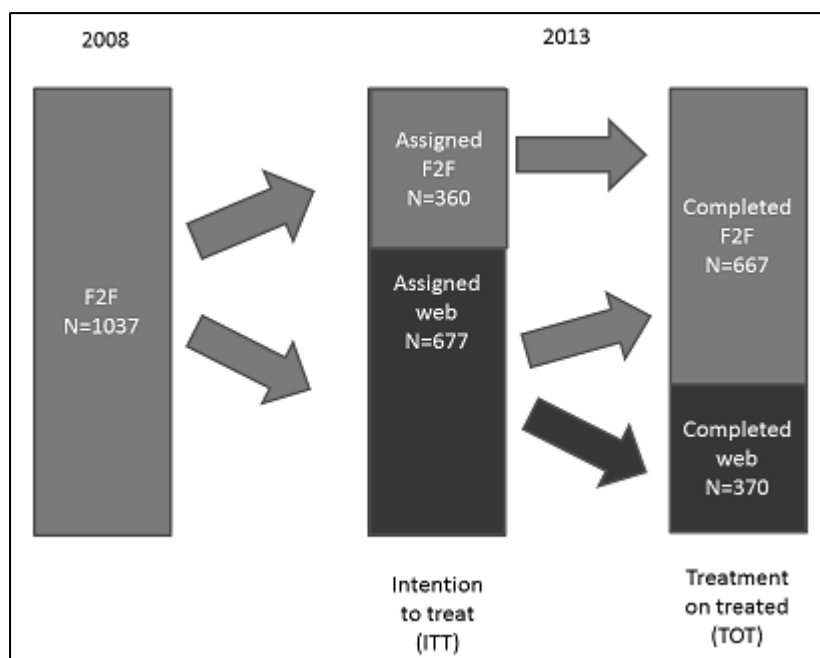 2008
2013
F2F
N=1037
Assigned
F2F
N=360
Assigned
web
N=677
Completed
F2F
N=667
Completed
web
N=370
Intention
to treat
(ITT)
Treatment
on treated
(TOT)